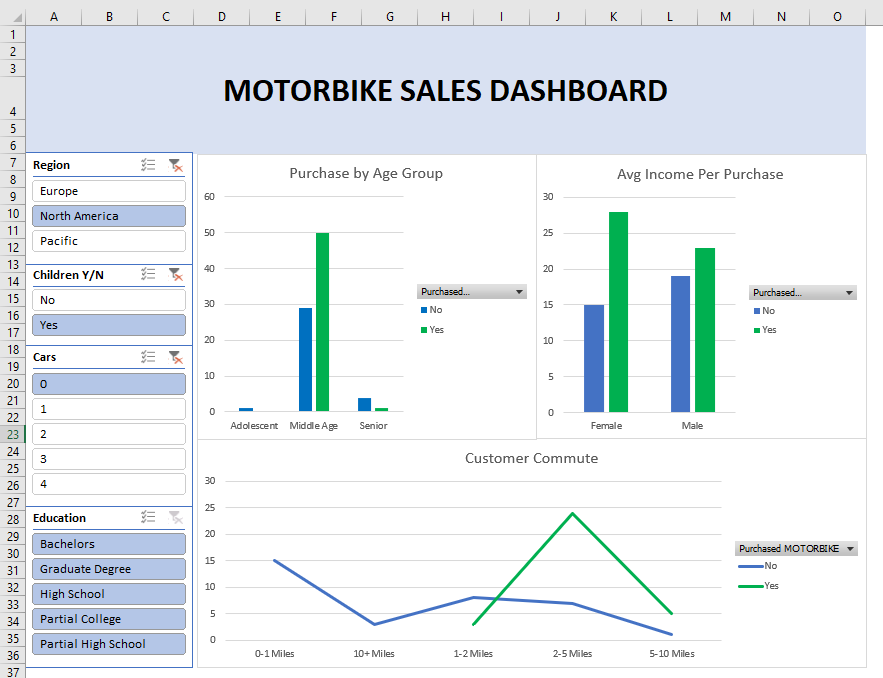 A B C D E F G H I J K L M N O
1
2
3
4
5
6
7
8
9
10
11
12
13
14
15
16
17
18
19
20
21
22
23
24
25
26
27
28
29
30
31
32
33
34
35
36
37
MOTORBIKE SALES DASHBOARD
Region
Europe
North America
Pacific
Children Y/N
No
Yes
Cars
0
1
2
3
4
Education
Bachelors
Graduate Degree
High School
Partial College
Partial High School
Purchase by Age Group
60
50
40
30
20
10
0
Adolescent Middle Age Senior
Purchased...
No
Yes
Avg Income Per Purchase
30
25
20
15
10
5
0
Female Male
Purchased...
No
Yes
Customer Commute
30
25
20
15
10
5
0
0-1 Miles 10+ Miles 1-2 Miles 2-5 Miles 5-10 Miles
Purchased MOTORBIKE
No
Yes